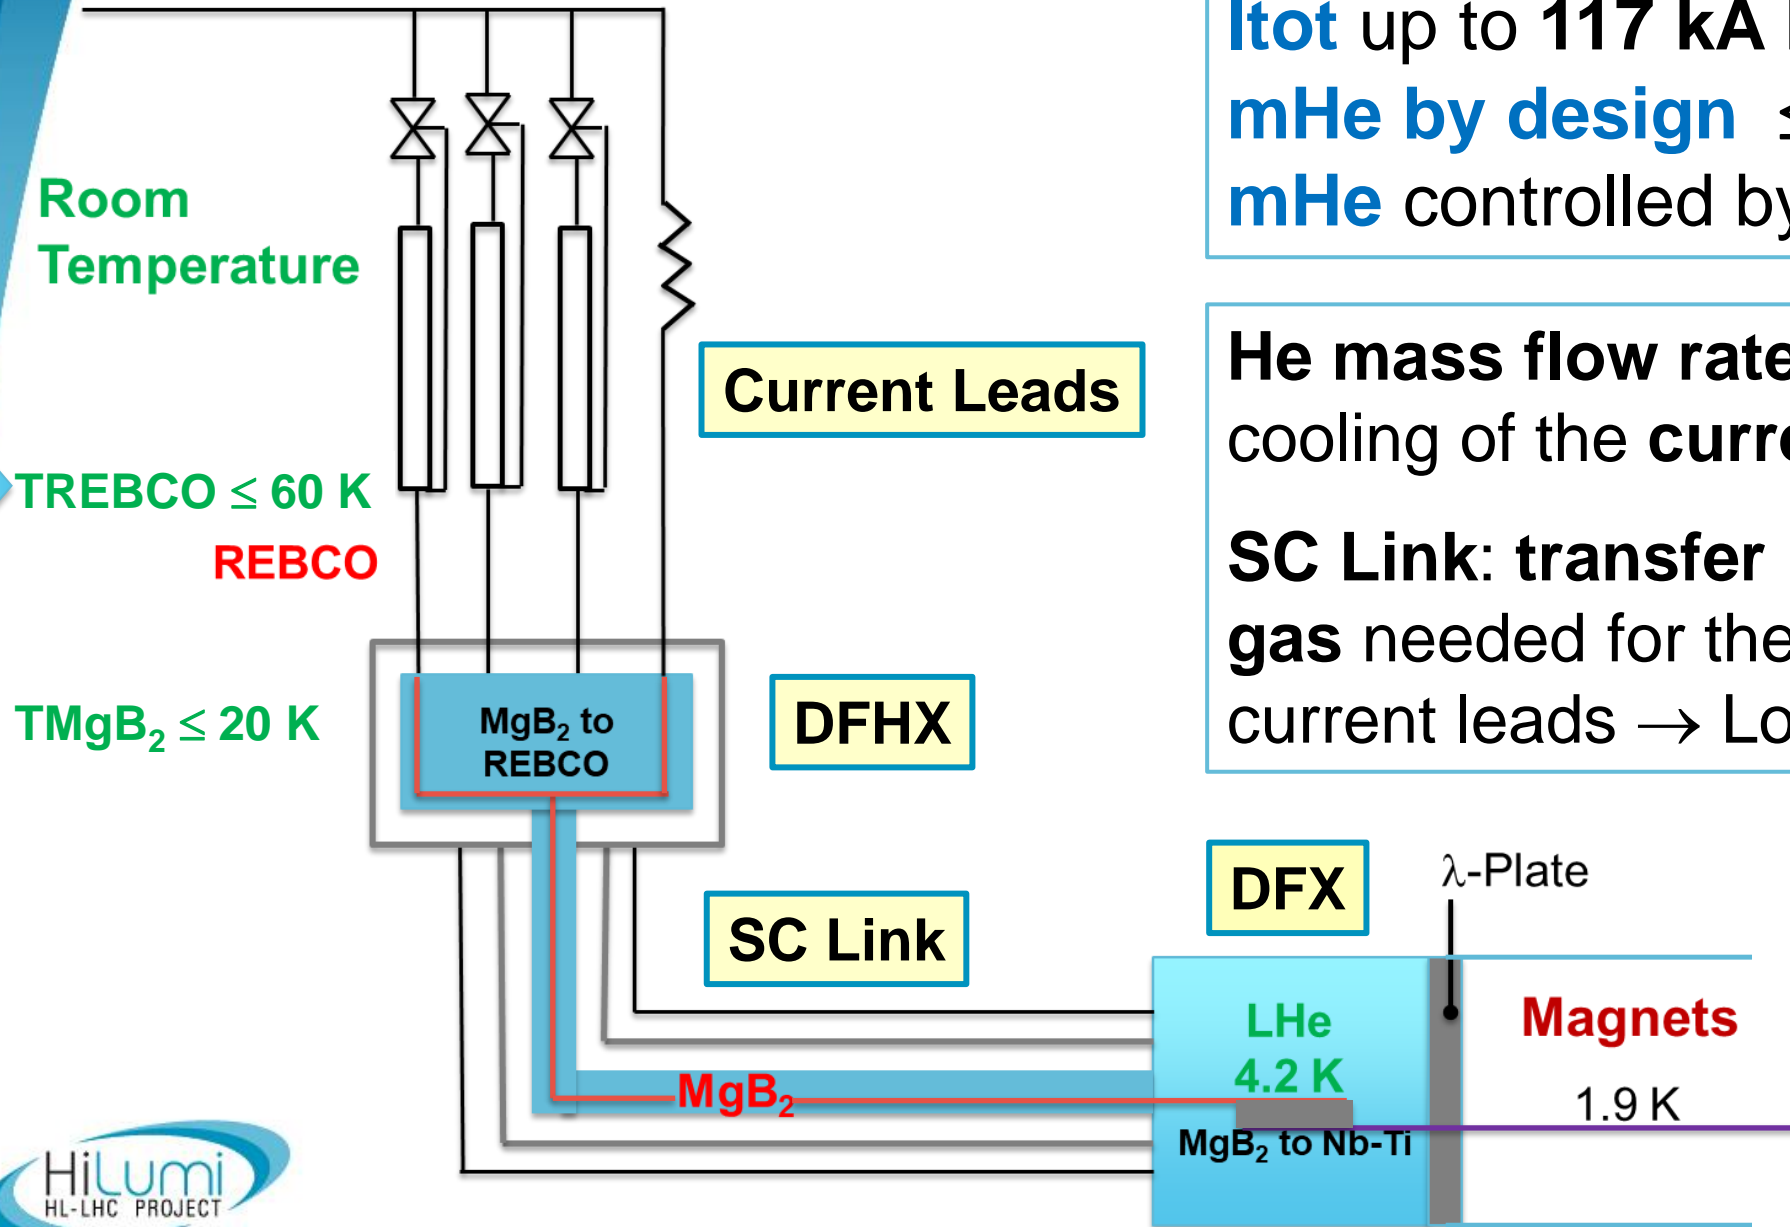 Room
Temperature
TREBCO ≤ 60 K
REBCO
TMgB₂ ≤ 20 K
MgB₂ to
REBCO
Current Leads
DFHX
SC Link
MgB₂
DFX
λ-Plate
LHe
4.2 K
MgB₂ to Nb-Ti
Magnets
1.9 K
Itot up to 117 kA
mHe by design
mHe controlled by
He mass flow rate
cooling of the curre
SC Link: transfer
gas needed for the
current leads → Lo
HiLumi
HL-LHC PROJECT